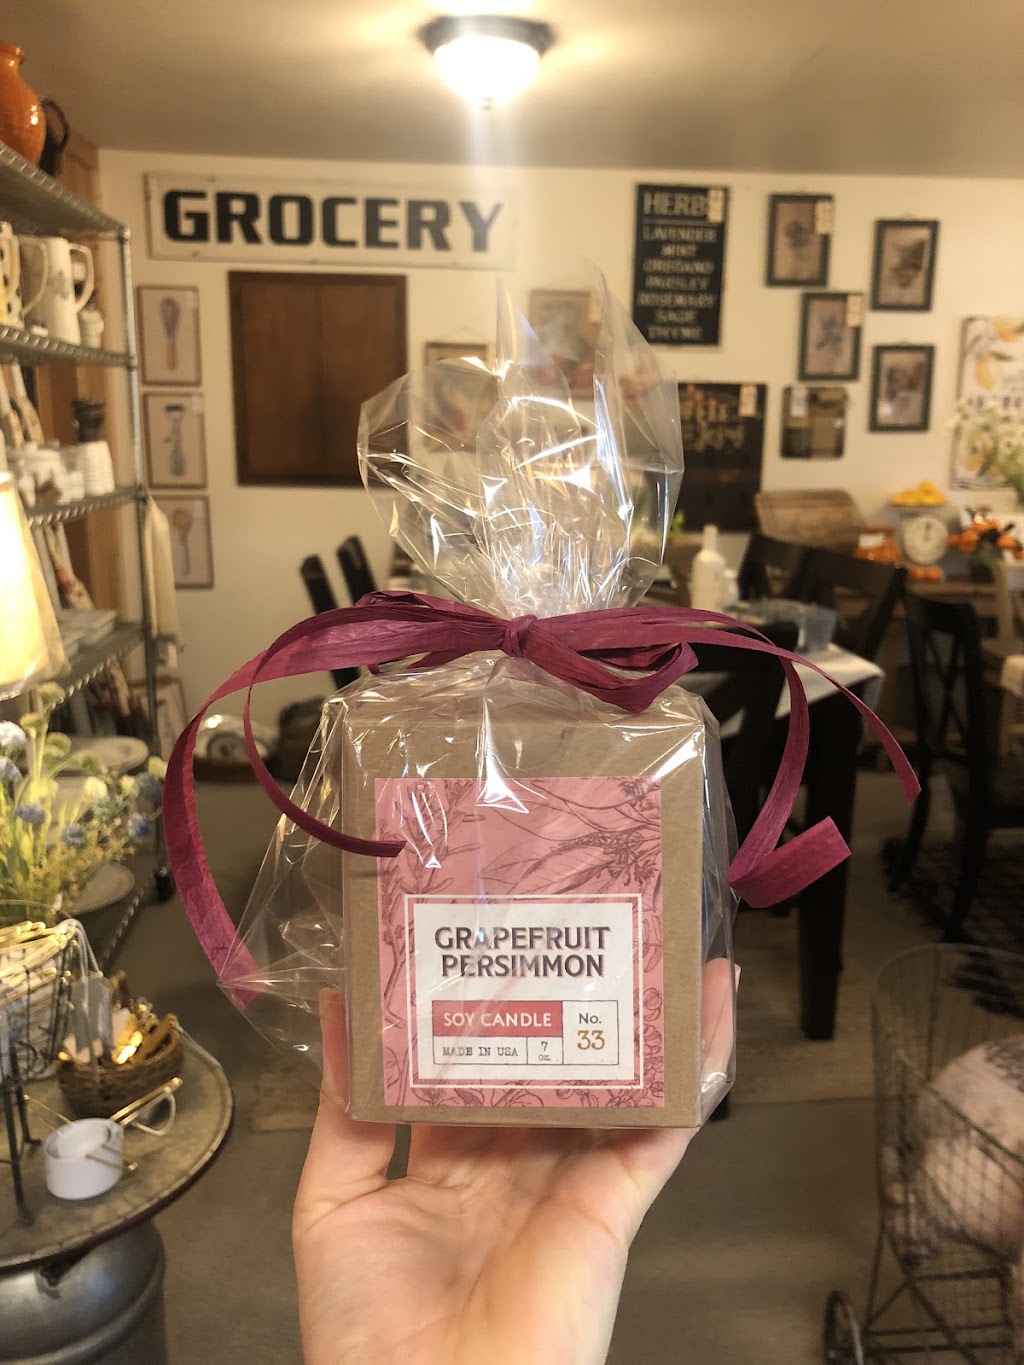 GROCERY
HERBS
LAVENDER
MINT
OREGANO
PARSLEY
ROSEMARY
SAGE
THYME
GRAPEFRUIT
PERSIMMON
SOY CANDLE
No.
33
MADE IN USA
7
OZ.